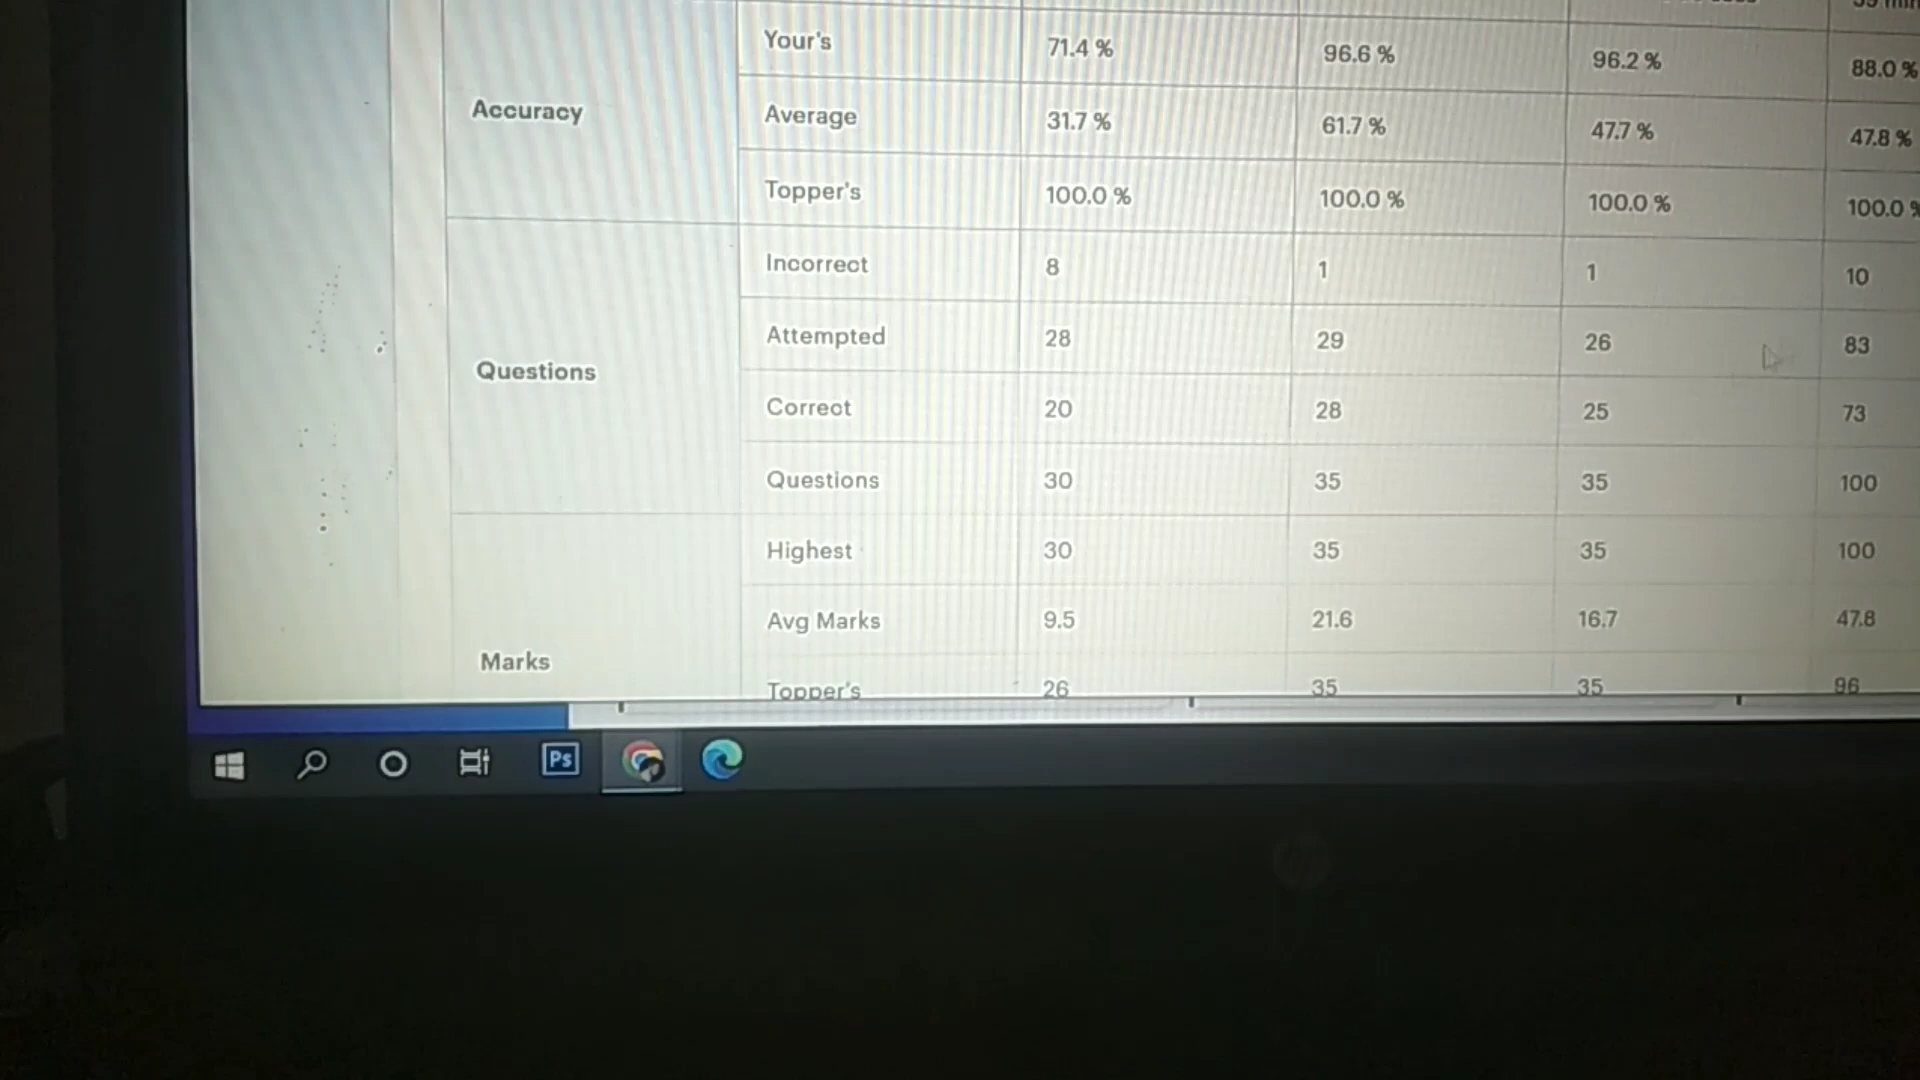 Accuracy
Your's 71.4 % 96.6 % 96.2 % 88.0 %
Average 31.7 % 61.7 % 47.7 % 47.8 %
Topper's 100.0 % 100.0 % 100.0 % 100.0 %
Questions
Incorrect 8 1 1 10
Attempted 28 29 26 83
Correct 20 28 25 73
Questions 30 35 35 100
Marks
Highest 30 35 35 100
Avg Marks 9.5 21.6 16.7 47.8
Topper's 26 35 35 96
Ps